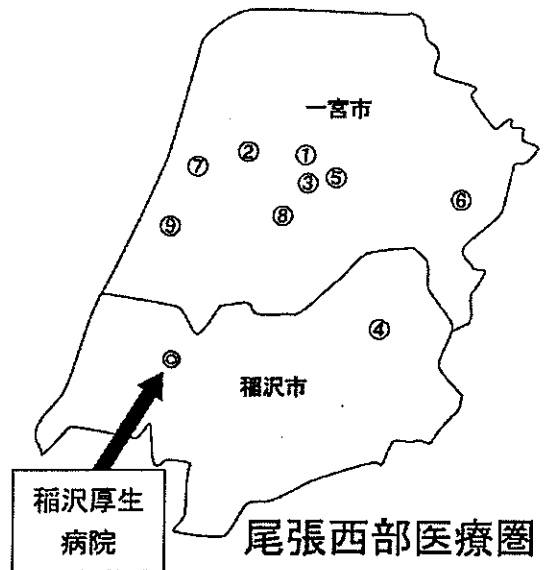 一宮市
⑦
②
①
③
⑤
⑥
⑧
⑨
④
◎
稲沢市
稲沢厚生
病院
尾張西部医療圏